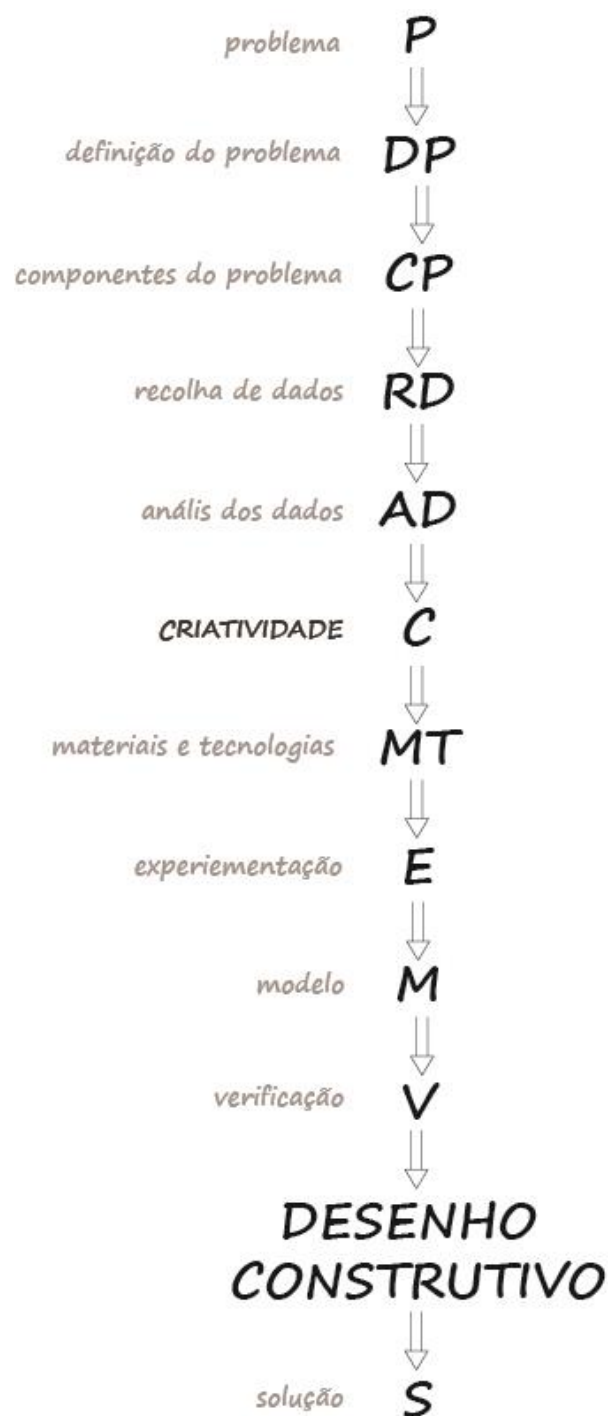 problema P
definição do problema DP
componentes do problema CP
recolha de dados RD
anális dos dados AD
CRIATIVIDADE C
materiais e tecnologias MT
experiementação E
modelo M
verificação V
DESENHO
CONSTRUTIVO
solução S